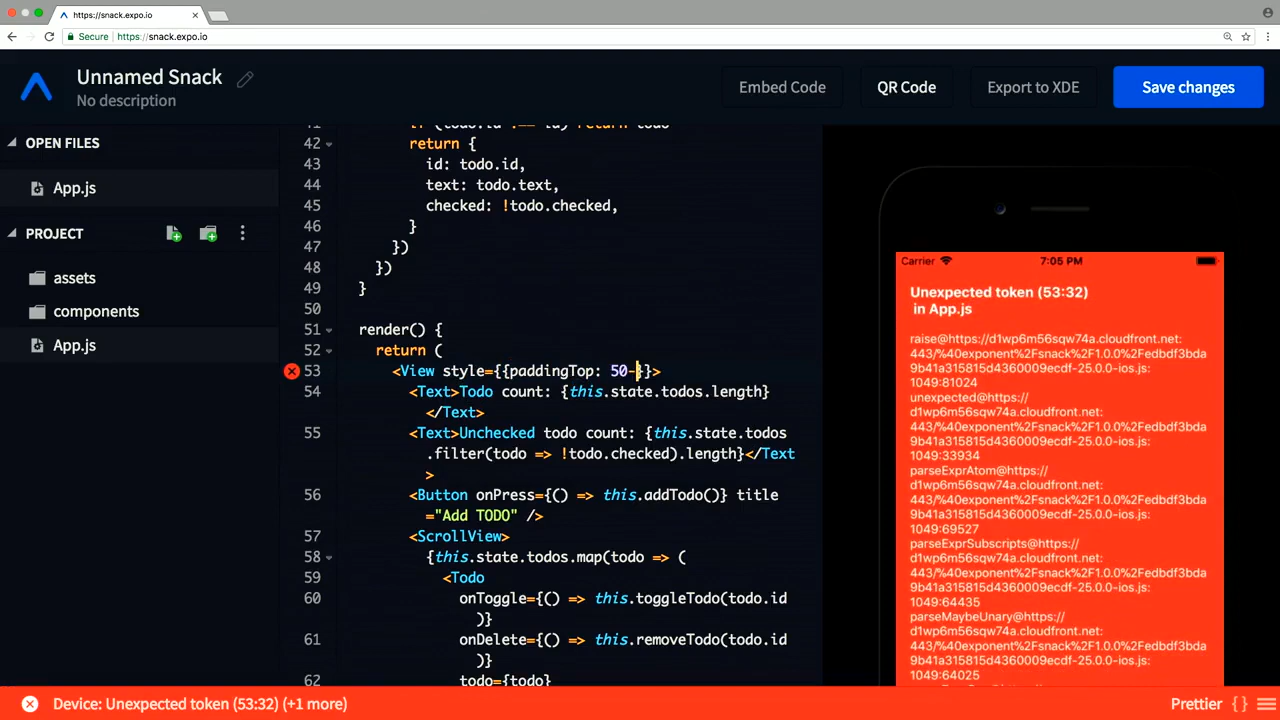 https://snack.expo.io
Secure https://snack.expo.io
Unnamed Snack
No description
Embed Code
QR Code
Export to XDE
Save changes
OPEN FILES
App.js
PROJECT
assets
components
App.js
41 if (todo.id !== id) return todo
42 return {
43 id: todo.id,
44 text: todo.text,
45 checked: !todo.checked,
46 }
47 })
48 })
49 }
50
51 render() {
52 return (
53 <View style={{paddingTop: 50-}}>
54 <Text>Todo count: {this.state.todos.length}
</Text>
55 <Text>Unchecked todo count: {this.state.todos
.filter(todo => !todo.checked).length}</Text
>
56 <Button onPress={() => this.addTodo()} title
="Add TODO" />
57 <ScrollView>
58 {this.state.todos.map(todo => (
59 <Todo
60 onToggle={() => this.toggleTodo(todo.id
)}
61 onDelete={() => this.removeTodo(todo.id
)}
62 todo={todo}
Carrier 7:05 PM
Unexpected token (53:32)
in App.js
raise@https://d1wp6m56sqw74a.cloudfront.net:
443/%40exponent%2Fsnack%2F1.0.0%2Fedbdf3bda
9b41a315815d4360009ecdf-25.0.0-ios.js:
1049:81024
unexpected@https://
d1wp6m56sqw74a.cloudfront.net:
443/%40exponent%2Fsnack%2F1.0.0%2Fedbdf3bda
9b41a315815d4360009ecdf-25.0.0-ios.js:
1049:33934
parseExprAtom@https://
d1wp6m56sqw74a.cloudfront.net:
443/%40exponent%2Fsnack%2F1.0.0%2Fedbdf3bda
9b41a315815d4360009ecdf-25.0.0-ios.js:
1049:69527
parseExprSubscripts@https://
d1wp6m56sqw74a.cloudfront.net:
443/%40exponent%2Fsnack%2F1.0.0%2Fedbdf3bda
9b41a315815d4360009ecdf-25.0.0-ios.js:
1049:64435
parseMaybeUnary@https://
d1wp6m56sqw74a.cloudfront.net:
443/%40exponent%2Fsnack%2F1.0.0%2Fedbdf3bda
9b41a315815d4360009ecdf-25.0.0-ios.js:
1049:64025
Device: Unexpected token (53:32) (+1 more)
Prettier { }